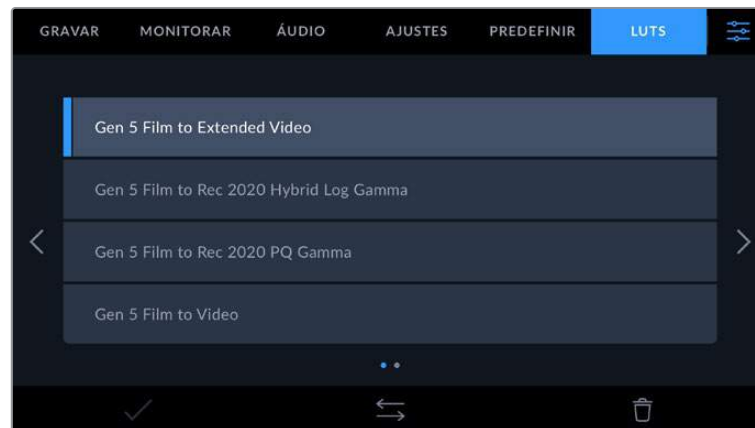 GRAVAR MONITORAR ÁUDIO AJUSTES PREDEFINIR LUTS
Gen 5 Film to Extended Video
Gen 5 Film to Rec 2020 Hybrid Log Gamma
Gen 5 Film to Rec 2020 PQ Gamma
Gen 5 Film to Video